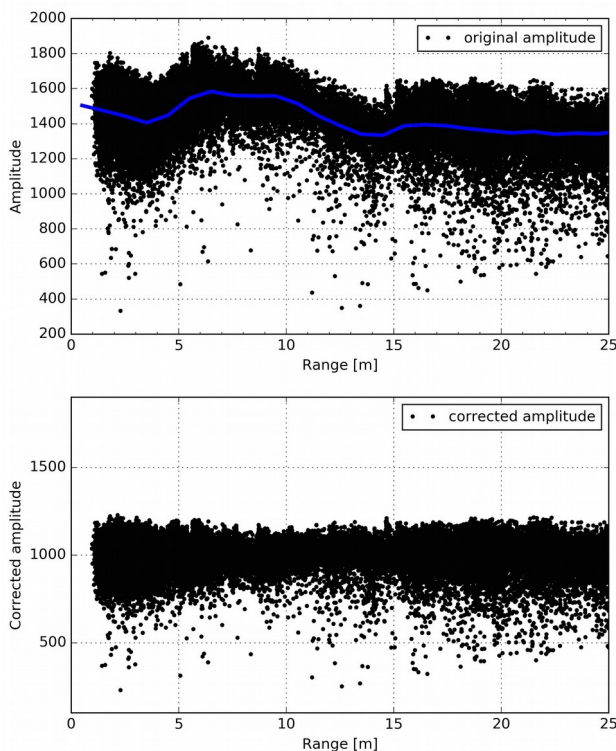 2000
1800
1600
1400
1200
1000
800
600
400
200
Amplitude
original amplitude
0 5 10 15 20 25
Range [m]
1500
1000
500
Corrected amplitude
corrected amplitude
0 5 10 15 20 25
Range [m]